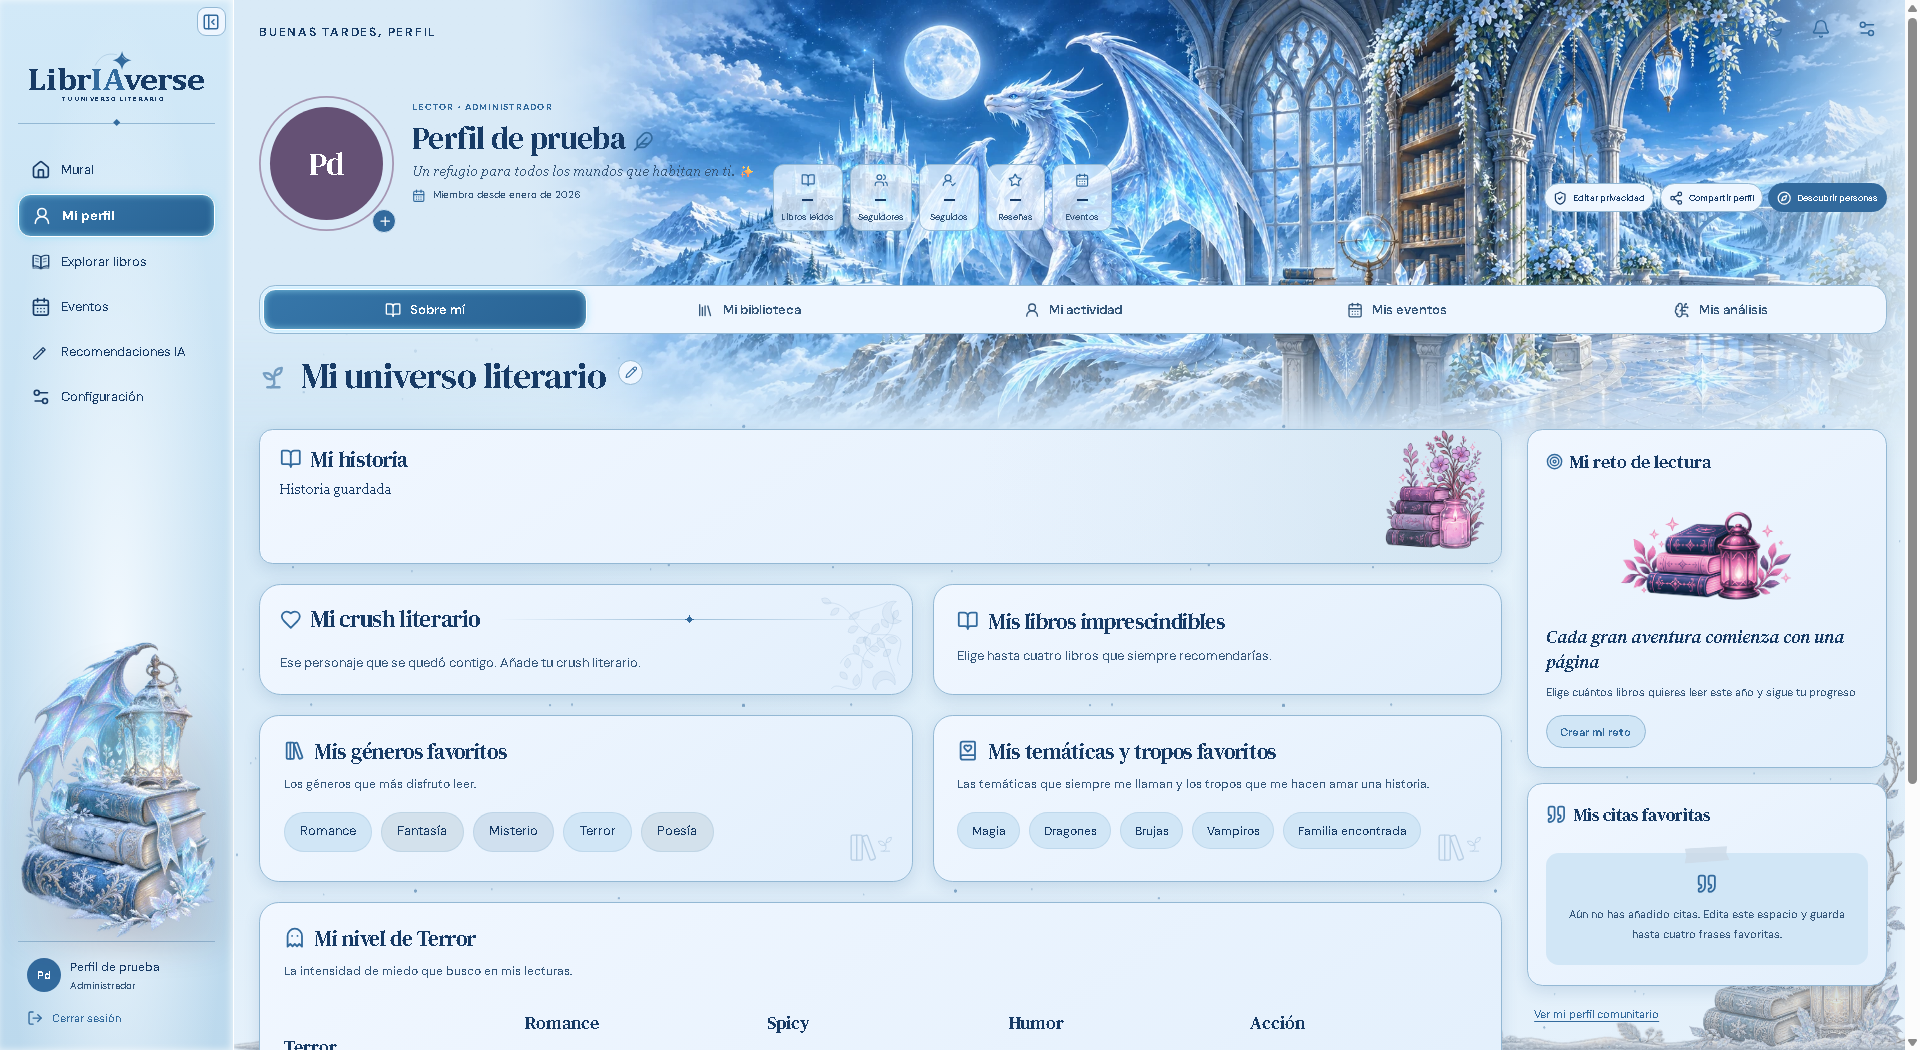 LibrIAverse
TU UNIVERSO LITERARIO
Mural
Mi perfil
Explorar libros
Eventos
Recomendaciones IA
Configuración
Perfil de prueba
Administrador
Cerrar sesión
BUENAS TARDES, PERFIL
Pd
LECTOR · ADMINISTRADOR
Perfil de prueba
Un refugio para todos los mundos que habitan en ti. ✨
Miembro desde enero de 2026
— Libros leídos
— Seguidores
— Seguidos
— Reseñas
— Eventos
Editar privacidad
Compartir perfil
Descubrir personas
Sobre mí
Mi biblioteca
Mi actividad
Mis eventos
Mis análisis
Mi universo literario
Mi historia
Historia guardada
Mi crush literario
Ese personaje que se quedó contigo. Añade tu crush literario.
Mis libros imprescindibles
Elige hasta cuatro libros que siempre recomendarías.
Mis géneros favoritos
Los géneros que más disfruto leer.
Romance
Fantasía
Misterio
Terror
Poesía
Mis temáticas y tropos favoritos
Las temáticas que siempre me llaman y los tropos que me hacen amar una historia.
Magia
Dragones
Brujas
Vampiros
Familia encontrada
Mi nivel de Terror
La intensidad de miedo que busco en mis lecturas.
Romance
Spicy
Humor
Acción
Terror
Mi reto de lectura
Cada gran aventura comienza con una
página
Elige cuántos libros quieres leer este año y sigue tu progreso
Crear mi reto
Mis citas favoritas
Aún no has añadido citas. Edita este espacio y guarda
hasta cuatro frases favoritas.
Ver mi perfil comunitario
Pd